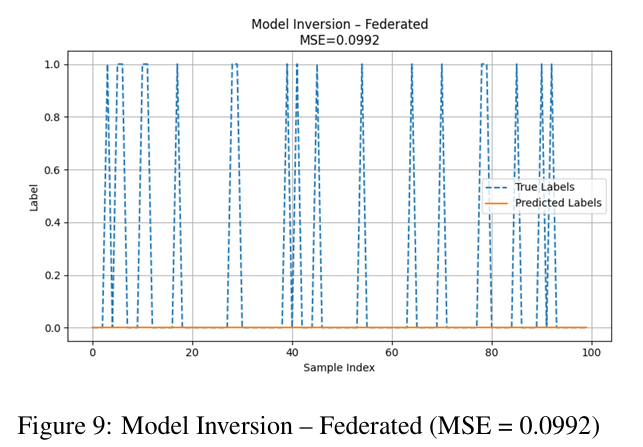 Model Inversion – Federated
MSE=0.0992
1.0
0.8
0.6
0.4
0.2
0.0
Label
True Labels
Predicted Labels
0 20 40 60 80 100
Sample Index
Figure 9: Model Inversion – Federated (MSE = 0.0992)